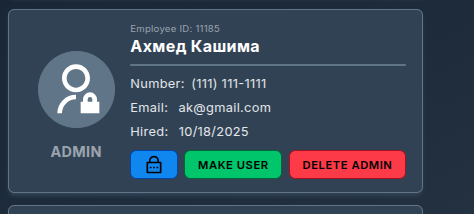 Employee ID: 11185
Ахмед Кашима
Number: (111) 111-1111
Email: ak@gmail.com
Hired: 10/18/2025
ADMIN
MAKE USER
DELETE ADMIN